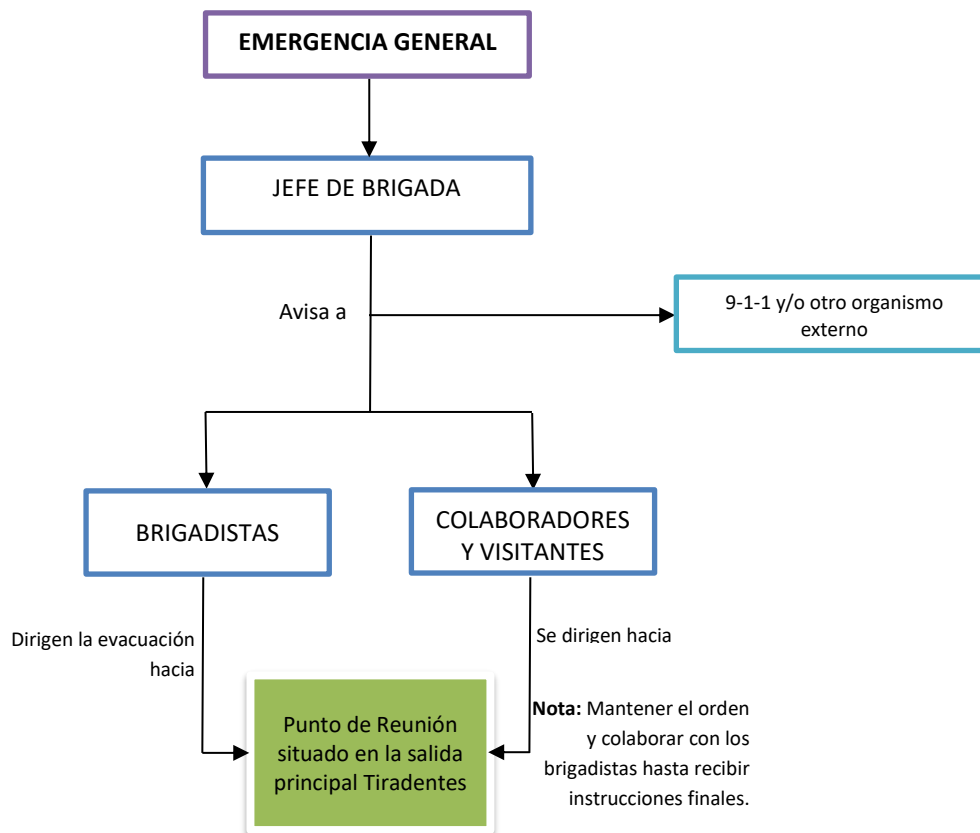 EMERGENCIA GENERAL
JEFE DE BRIGADA
Avisa a
9-1-1 y/o otro organismo
externo
BRIGADISTAS
COLABORADORES
Y VISITANTES
Dirigen la evacuación
hacia
Se dirigen hacia
Punto de Reunión
situado en la salida
principal Tiradentes
Nota: Mantener el orden
y colaborar con los
brigadistas hasta recibir
instrucciones finales.